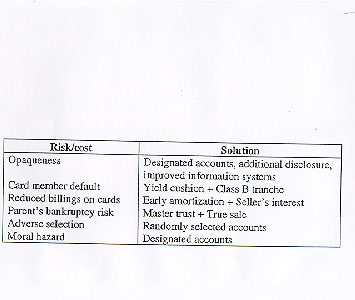 Risk/cost Solution
Opaqueness Designated accounts, additional disclosure,
improved information systems
Card member default Yield cushion + Class B tranche
Reduced billings on cards Early amortization + Seller's interest
Parent's bankruptcy risk Master trust + True sale
Adverse selection Randomly selected accounts
Moral hazard Designated accounts